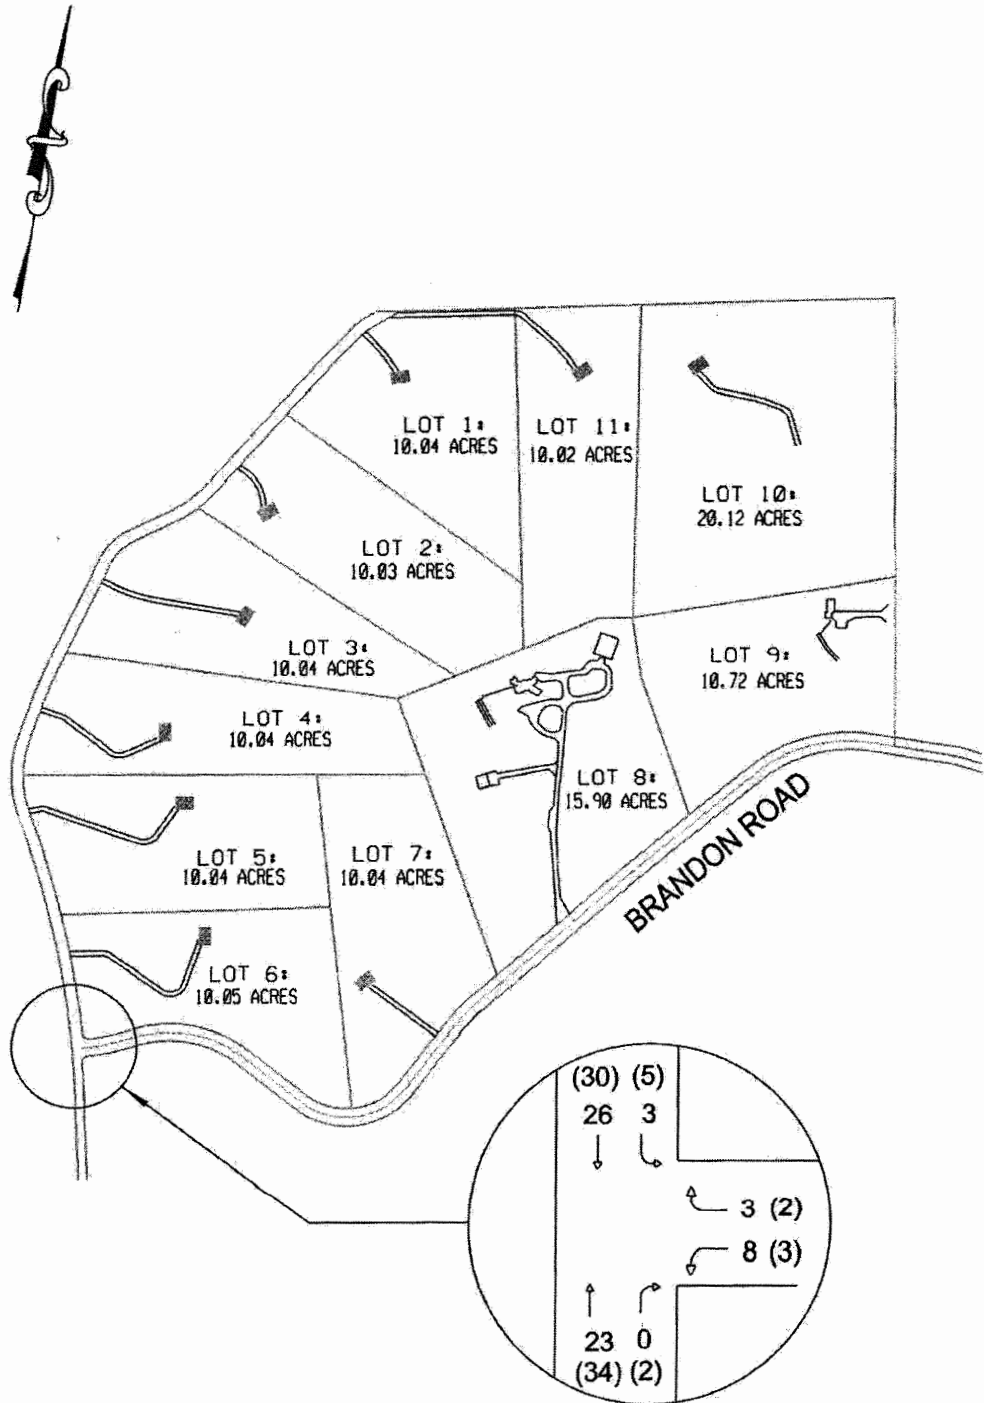 LOT 1:
10.04 ACRES
LOT 11:
10.02 ACRES
LOT 10:
20.12 ACRES
LOT 2:
10.03 ACRES
LOT 3:
10.04 ACRES
LOT 9:
10.72 ACRES
LOT 4:
10.04 ACRES
LOT 8:
15.90 ACRES
LOT 5:
10.04 ACRES
LOT 7:
10.04 ACRES
BRANDON ROAD
LOT 6:
10.05 ACRES
(30) (5)
26 3
3 (2)
8 (3)
23 0
(34) (2)